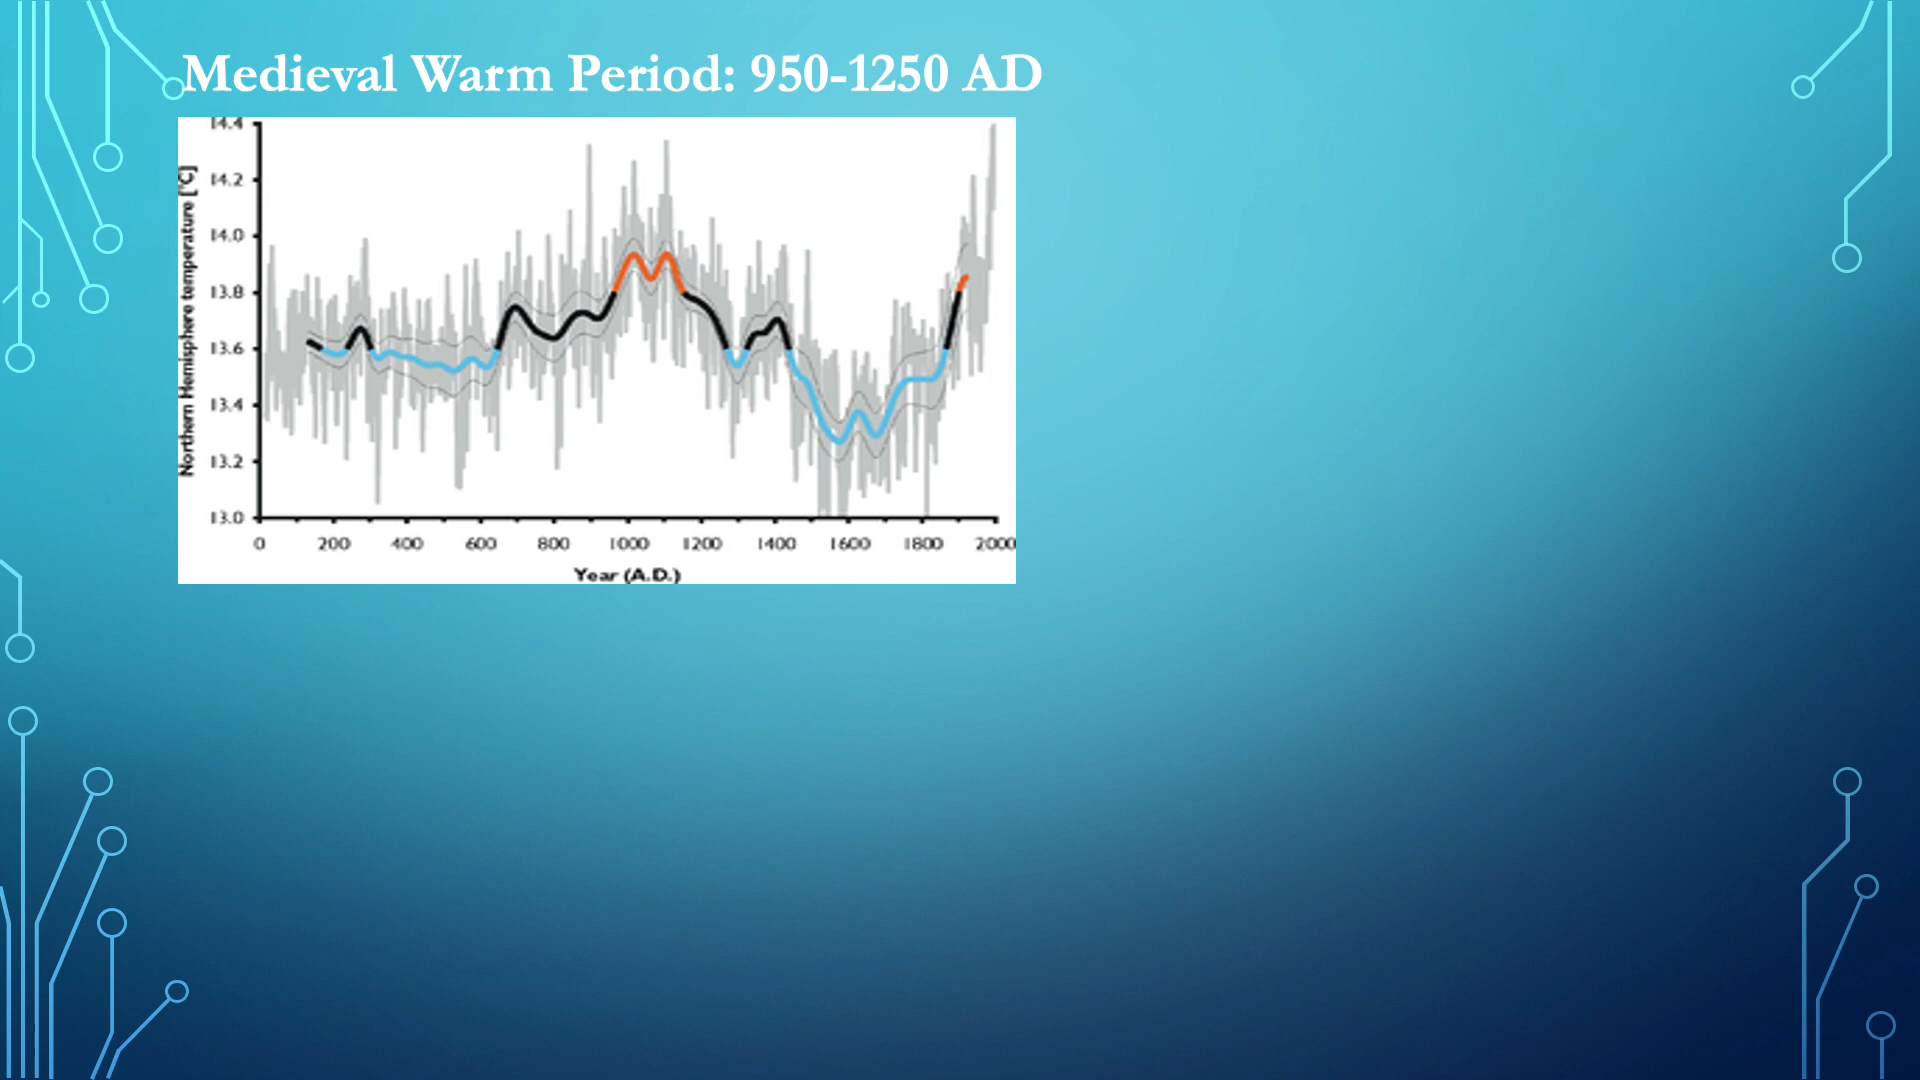 Medieval Warm Period: 950-1250 AD
14.4
14.2
14.0
13.8
13.6
13.4
13.2
13.0
Northern Hemisphere temperature [°C]
0 200 400 600 800 1000 1200 1400 1600 1800 2000
Year (A.D.)